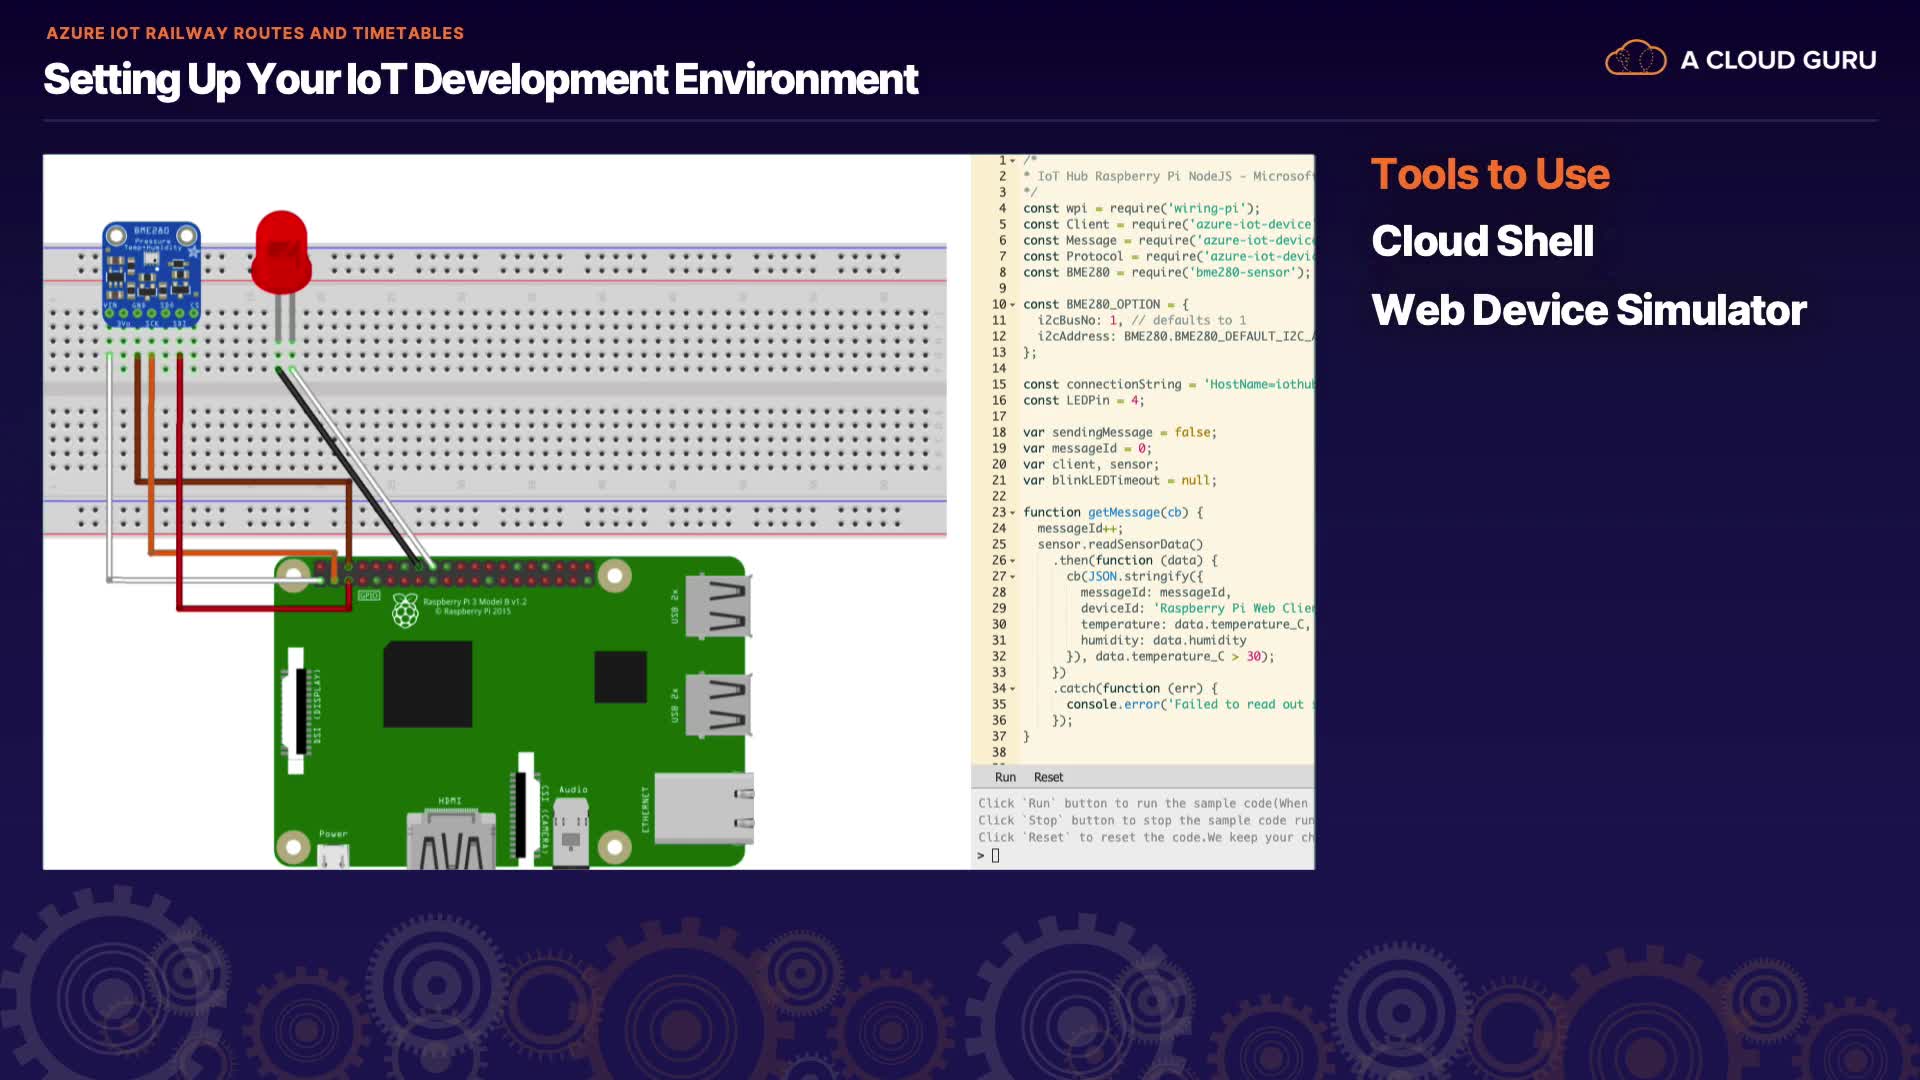 AZURE IOT RAILWAY ROUTES AND TIMETABLES
Setting Up Your IoT Development Environment
A CLOUD GURU
Tools to Use
Cloud Shell
Web Device Simulator
BME280
Pressure
Temp+Humidity
VIN GND SDO CS
3Vo SCK SDI
GPIO
Raspberry Pi 3 Model B v1.2
© Raspberry Pi 2015
USB 2x
USB 2x
DSI (DISPLAY)
ETHERNET
CSI (CAMERA)
Audio
HDMI
Power
1 /*
2 * IoT Hub Raspberry Pi NodeJS - Microsoft
3 */
4 const wpi = require('wiring-pi');
5 const Client = require('azure-iot-device'
6 const Message = require('azure-iot-devic
7 const Protocol = require('azure-iot-devic
8 const BME280 = require('bme280-sensor');
9
10 const BME280_OPTION = {
11 i2cBusNo: 1, // defaults to 1
12 i2cAddress: BME280.BME280_DEFAULT_I2C_A
13 };
14
15 const connectionString = 'HostName=iothub
16 const LEDPin = 4;
17
18 var sendingMessage = false;
19 var messageId = 0;
20 var client, sensor;
21 var blinkLEDTimeout = null;
22
23 function getMessage(cb) {
24 messageId++;
25 sensor.readSensorData()
26 .then(function (data) {
27 cb(JSON.stringify({
28 messageId: messageId,
29 deviceId: 'Raspberry Pi Web Clien
30 temperature: data.temperature_C,
31 humidity: data.humidity
32 }), data.temperature_C > 30);
33 })
34 .catch(function (err) {
35 console.error('Failed to read out s
36 });
37 }
38
Run Reset
Click `Run` button to run the sample code(When
Click `Stop` button to stop the sample code run
Click `Reset` to reset the code.We keep your ch
>